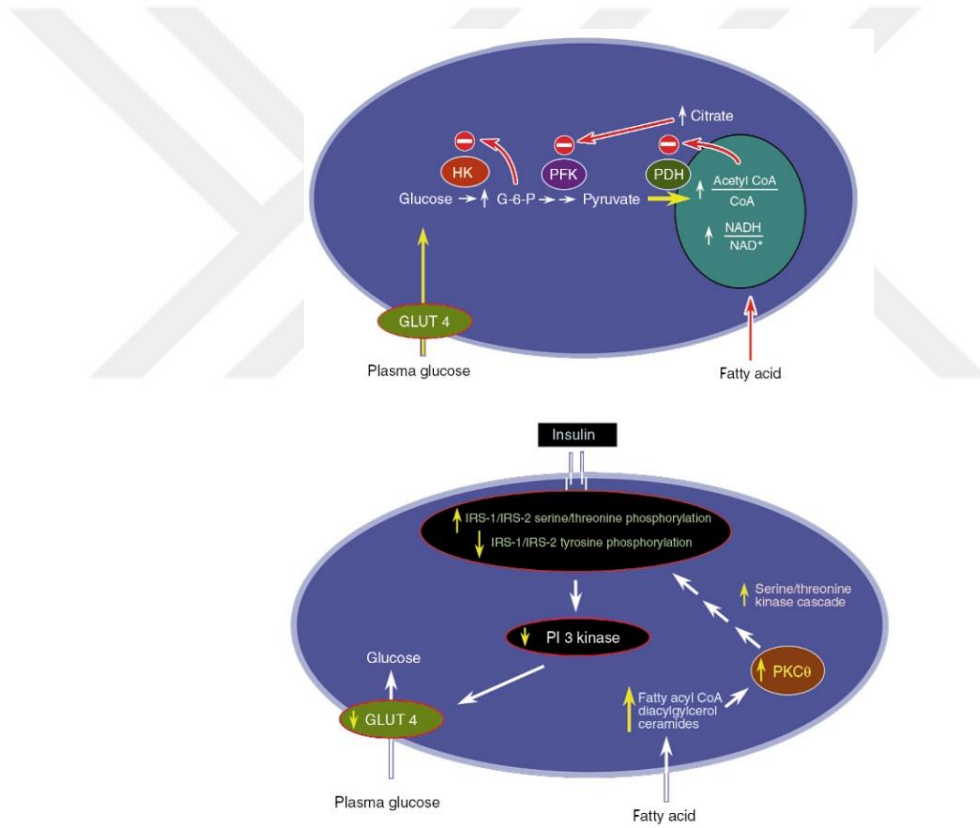 ↑ Citrate
HK
PFK
PDH
Glucose → ↑ G-6-P → → Pyruvate
↑ Acetyl CoA
CoA
↑ NADH
NAD⁺
GLUT 4
Plasma glucose
Fatty acid
Insulin
↑ IRS-1/IRS-2 serine/threonine phosphorylation
↓ IRS-1/IRS-2 tyrosine phosphorylation
↑ Serine/threonine
kinase cascade
↓ PI 3 kinase
Glucose
↑ PKCθ
↑ Fatty acyl CoA
diacylgylcerol
ceramides
↓ GLUT 4
Plasma glucose
Fatty acid